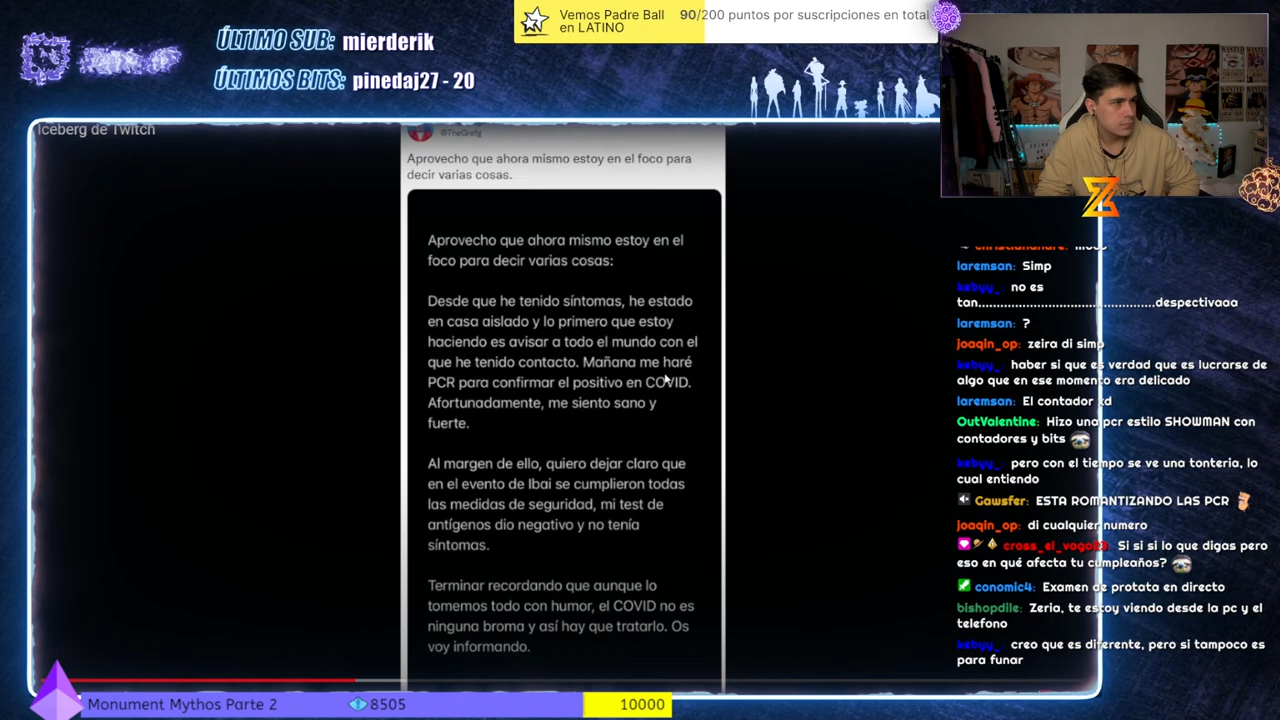 ÚLTIMO SUB: mierderik
ÚLTIMOS BITS: pinedaj27 - 20
Vemos Padre Ball
en LATINO
90/200 puntos por suscripciones en total
Iceberg de Twitch
@TheGrefg
Aprovecho que ahora mismo estoy en el foco para
decir varias cosas.
Aprovecho que ahora mismo estoy en el
foco para decir varias cosas:
Desde que he tenido síntomas, he estado
en casa aislado y lo primero que estoy
haciendo es avisar a todo el mundo con el
que he tenido contacto. Mañana me haré
PCR para confirmar el positivo en COVID.
Afortunadamente, me siento sano y
fuerte.
Al margen de ello, quiero dejar claro que
en el evento de Ibai se cumplieron todas
las medidas de seguridad, mi test de
antígenos dio negativo y no tenía
síntomas.
Terminar recordando que aunque lo
tomemos todo con humor, el COVID no es
ninguna broma y así hay que tratarlo. Os
voy informando.
laremsan: Simp
kebyy_: no es
tan............................................despectivaaa
laremsan: ?
joaqin_op: zeira di simp
kebyy_: haber si que es verdad que es lucrarse de
algo que en ese momento era delicado
laremsan: El contador xd
OutValentine: Hizo una pcr estilo SHOWMAN con
contadores y bits
kebyy_: pero con el tiempo se ve una tonteria, lo
cual entiendo
Gawsfer: ESTA ROMANTIZANDO LAS PCR
joaqin_op: di cualquier numero
Si si si lo que digas pero
eso en qué afecta tu cumpleaños?
conomic4: Examen de protata en directo
bishopdile: Zeria, te estoy viendo desde la pc y el
telefono
kebyy_: creo que es diferente, pero si tampoco es
para funar
Monument Mythos Parte 2
8505
10000